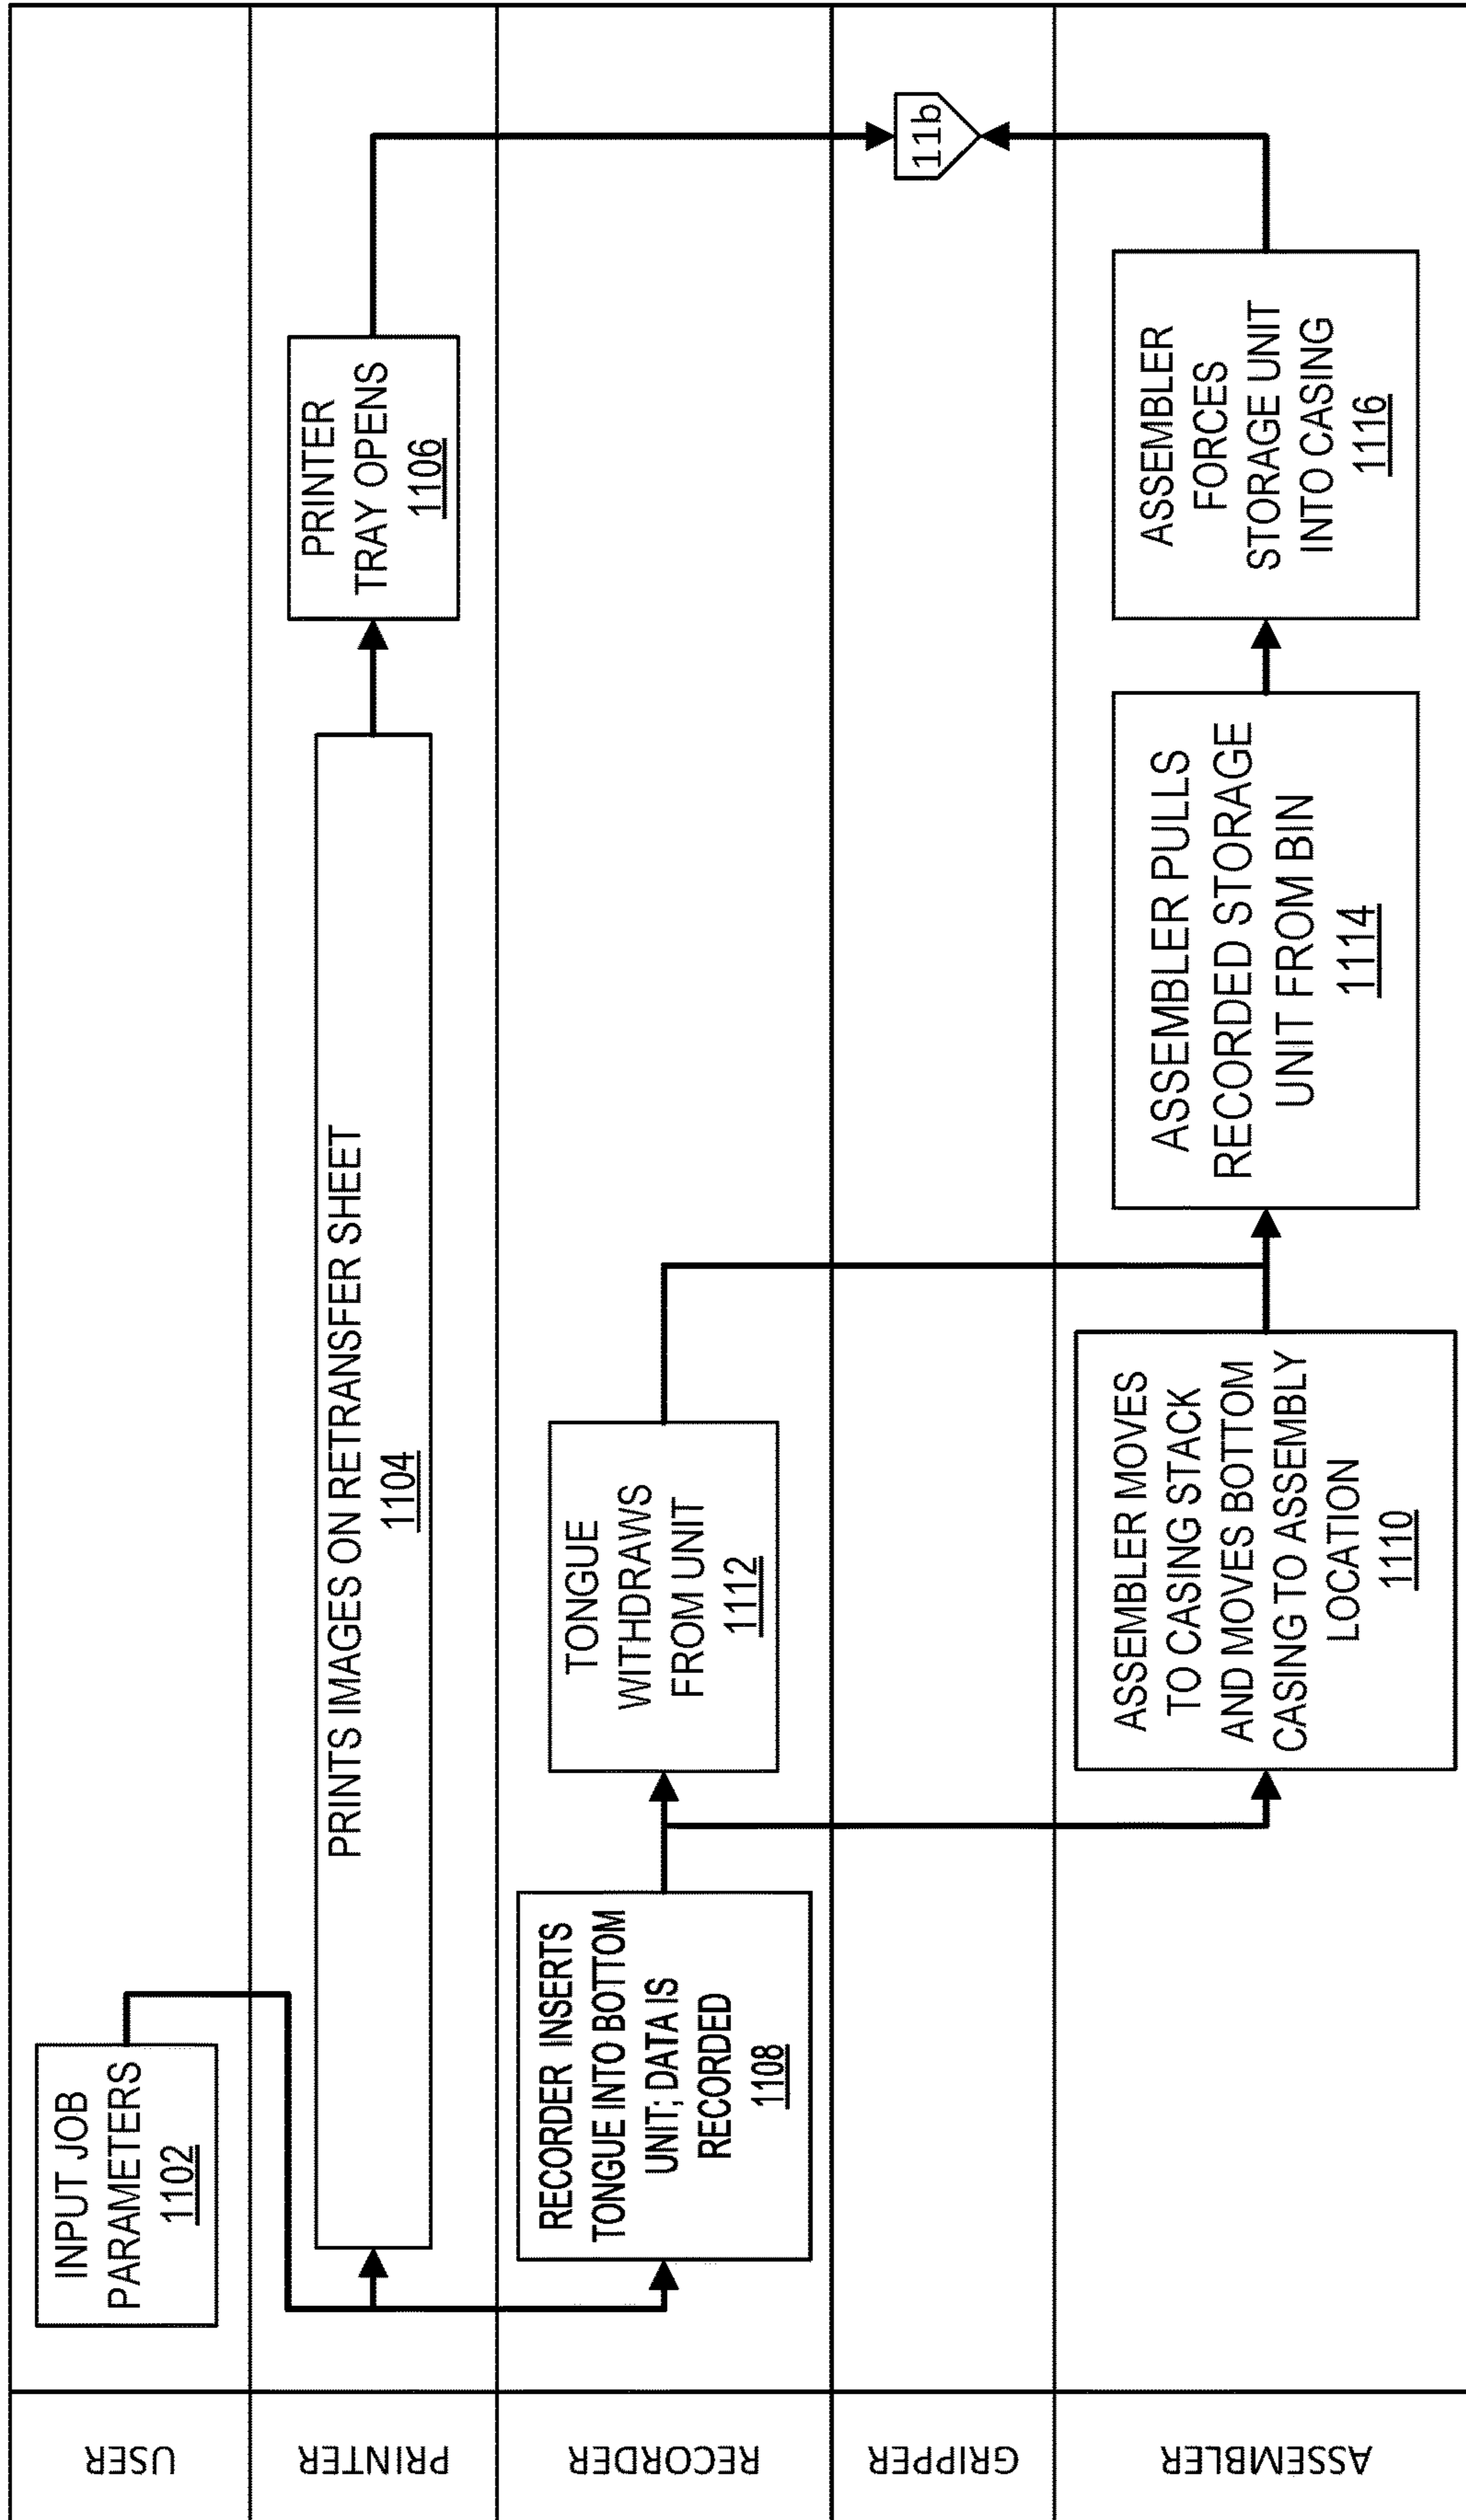 USER
INPUT JOB
PARAMETERS
1102
PRINTER
PRINTS IMAGES ON RETRANSFER SHEET
1104
PRINTER
TRAY OPENS
1106
RECORDER
RECORDER INSERTS
TONGUE INTO BOTTOM
UNIT; DATA IS
RECORDED
1108
TONGUE
WITHDRAWS
FROM UNIT
1112
GRIPPER
11b
ASSEMBLER
ASSEMBLER MOVES
TO CASING STACK
AND MOVES BOTTOM
CASING TO ASSEMBLY
LOCATION
1110
ASSEMBLER PULLS
RECORDED STORAGE
UNIT FROM BIN
1114
ASSEMBLER
FORCES
STORAGE UNIT
INTO CASING
1116